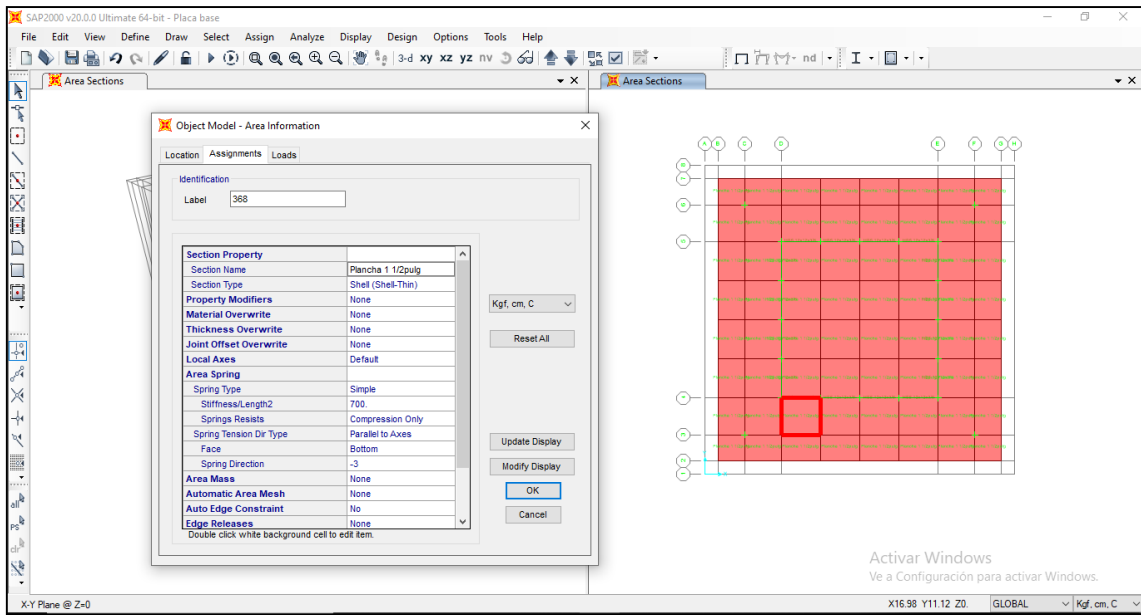 SAP2000 v20.0.0 Ultimate 64-bit - Placa base
File Edit View Define Draw Select Assign Analyze Display Design Options Tools Help
3-d xy xz yz nv nd
Area Sections
Area Sections
Object Model - Area Information
Location Assignments Loads
Identification
Label 368
Section Property
Section Name Plancha 1 1/2pulg
Section Type Shell (Shell-Thin)
Property Modifiers None
Material Overwrite None
Thickness Overwrite None
Joint Offset Overwrite None
Local Axes Default
Area Spring
Spring Type Simple
Stiffness/Length2 700.
Springs Resists Compression Only
Spring Tension Dir Type Parallel to Axes
Face Bottom
Spring Direction -3
Area Mass None
Automatic Area Mesh None
Auto Edge Constraint No
Edge Releases None
Double click white background cell to edit item.
Kgf, cm, C
Reset All
Update Display
Modify Display
OK
Cancel
A B C D E F G H
all
PS
clr
Activar Windows
Ve a Configuración para activar Windows.
X-Y Plane @ Z=0 X16.98 Y11.12 Z0. GLOBAL Kgf, cm, C